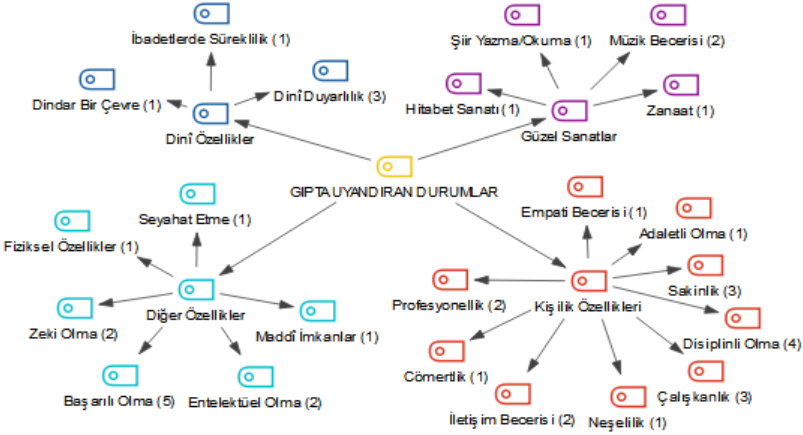 İbadetlerde Süreklilik (1)
Dindar Bir Çevre (1)
Dinî Duyarlılık (3)
Dinî Özellikler
Şiir Yazma/Okuma (1)
Müzik Becerisi (2)
Hitabet Sanatı (1)
Zanaat (1)
Güzel Sanatlar
GIPTA UYANDIRAN DURUMLAR
Seyahat Etme (1)
Fiziksel Özellikler (1)
Zeki Olma (2)
Diğer Özellikler
Maddî İmkanlar (1)
Başarılı Olma (5)
Entelektüel Olma (2)
Empati Becerisi (1)
Adaletli Olma (1)
Sakinlik (3)
Profesyonellik (2)
Kişilik Özellikleri
Disiplinli Olma (4)
Cömertlik (1)
Çalışkanlık (3)
İletişim Becerisi (2)
Neşelilik (1)